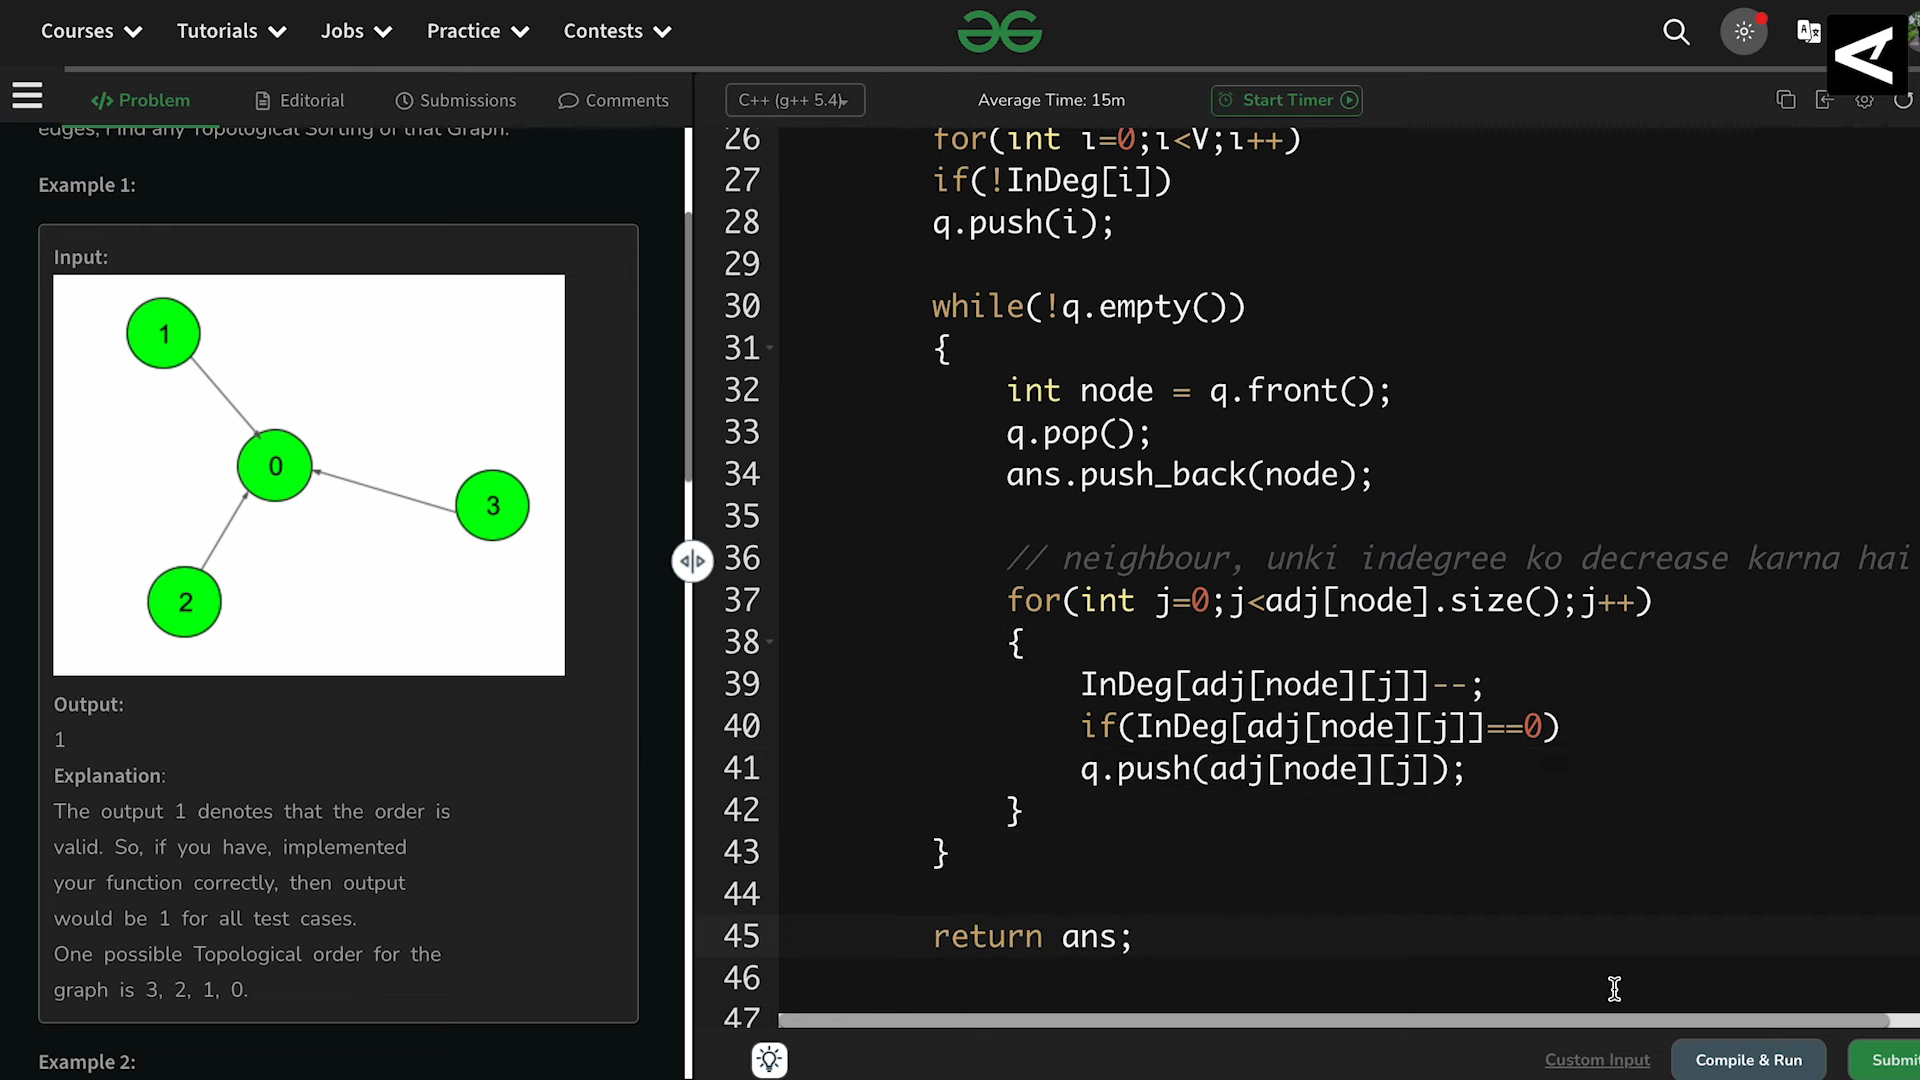 Courses
Tutorials
Jobs
Practice
Contests
Problem
Editorial
Submissions
Comments
C++ (g++ 5.4)
Average Time: 15m
Start Timer
edges, Find any Topological Sorting of that Graph.
Example 1:
Input:
1
0
3
2
Output:
1
Explanation:
The output 1 denotes that the order is
valid. So, if you have, implemented
your function correctly, then output
would be 1 for all test cases.
One possible Topological order for the
graph is 3, 2, 1, 0.
Example 2:
26 for(int i=0;i<V;i++)
27 if(!InDeg[i])
28 q.push(i);
29
30 while(!q.empty())
31 {
32 int node = q.front();
33 q.pop();
34 ans.push_back(node);
35
36 // neighbour, unki indegree ko decrease karna hai
37 for(int j=0;j<adj[node].size();j++)
38 {
39 InDeg[adj[node][j]]--;
40 if(InDeg[adj[node][j]]==0)
41 q.push(adj[node][j]);
42 }
43 }
44
45 return ans;
46
47
Custom Input
Compile & Run
Submit